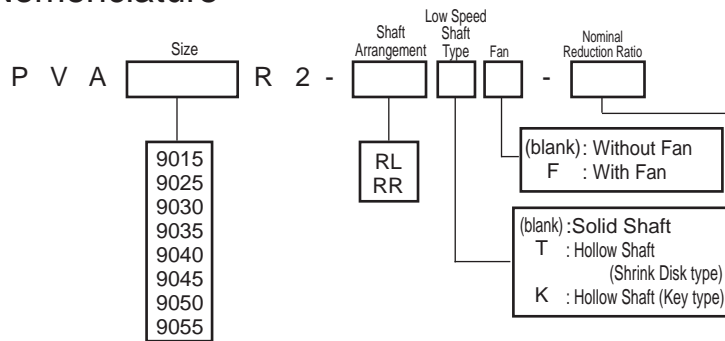 Nomenclature
Size
Shaft
Arrangement
Low Speed
Shaft
Type
Fan
Nominal
Reduction Ratio
P V A R 2 - -
9015
9025
9030
9035
9040
9045
9050
9055
RL
RR
(blank) : Without Fan
F : With Fan
(blank) : Solid Shaft
T : Hollow Shaft
(Shrink Disk type)
K : Hollow Shaft (Key type)